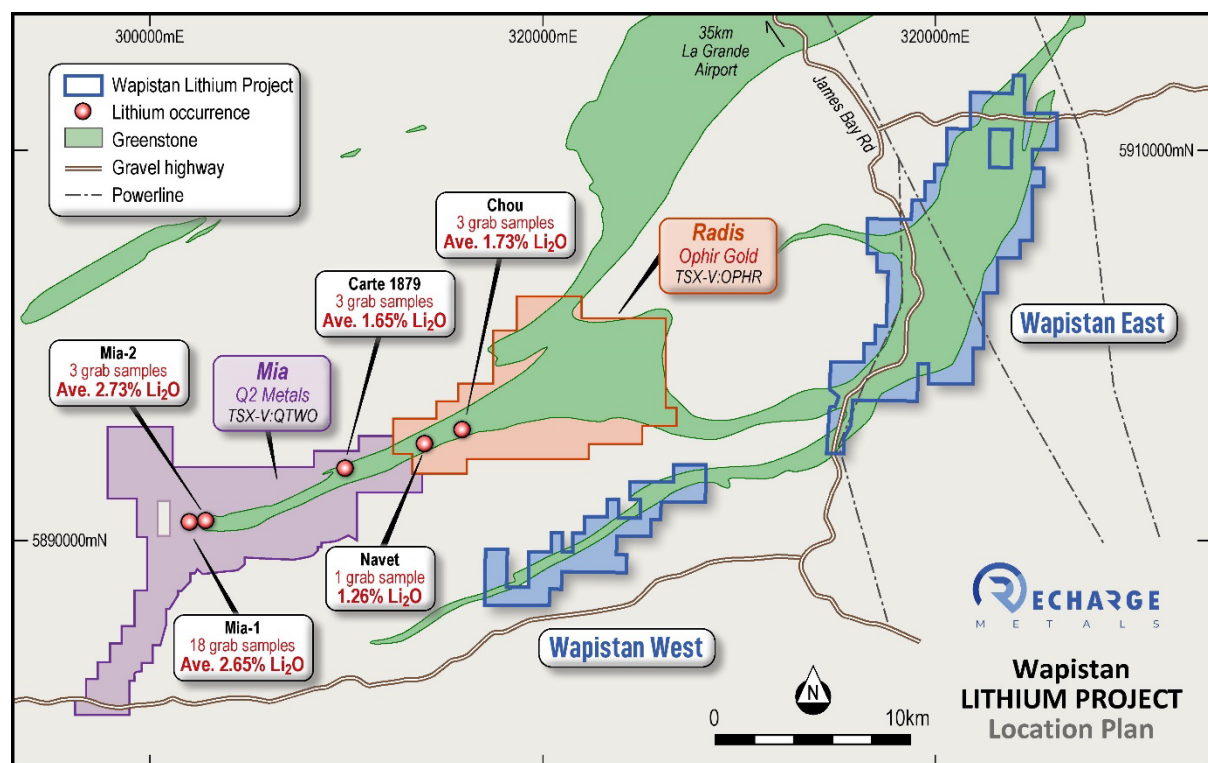 300000mE
320000mE
320000mE
35km
La Grande
Airport
James Bay Rd
5910000mN
Wapistan Lithium Project
Lithium occurrence
Greenstone
Gravel highway
Powerline
Chou
3 grab samples
Ave. 1.73% Li₂O
Radis
Ophir Gold
TSX-V:OPHR
Carte 1879
3 grab samples
Ave. 1.65% Li₂O
Wapistan East
Mia-2
3 grab samples
Ave. 2.73% Li₂O
Mia
Q2 Metals
TSX-V:QTWO
5890000mN
Navet
1 grab sample
1.26% Li₂O
Mia-1
18 grab samples
Ave. 2.65% Li₂O
Wapistan West
RECHARGE
METALS
N
0 10km
Wapistan
LITHIUM PROJECT
Location Plan